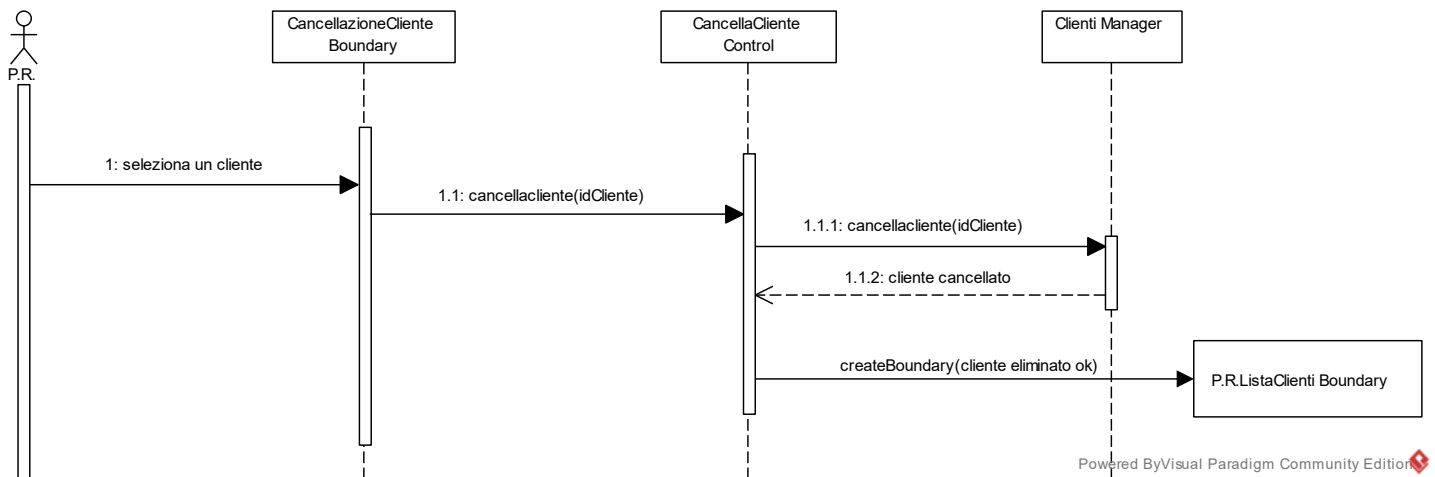 CancellazioneCliente
Boundary
CancellaCliente
Control
Clienti Manager
P.R.
1: seleziona un cliente
1.1: cancellacliente(idCliente)
1.1.1: cancellacliente(idCliente)
1.1.2: cliente cancellato
createBoundary(cliente eliminato ok)
P.R.ListaClienti Boundary
Powered ByVisual Paradigm Community Edition